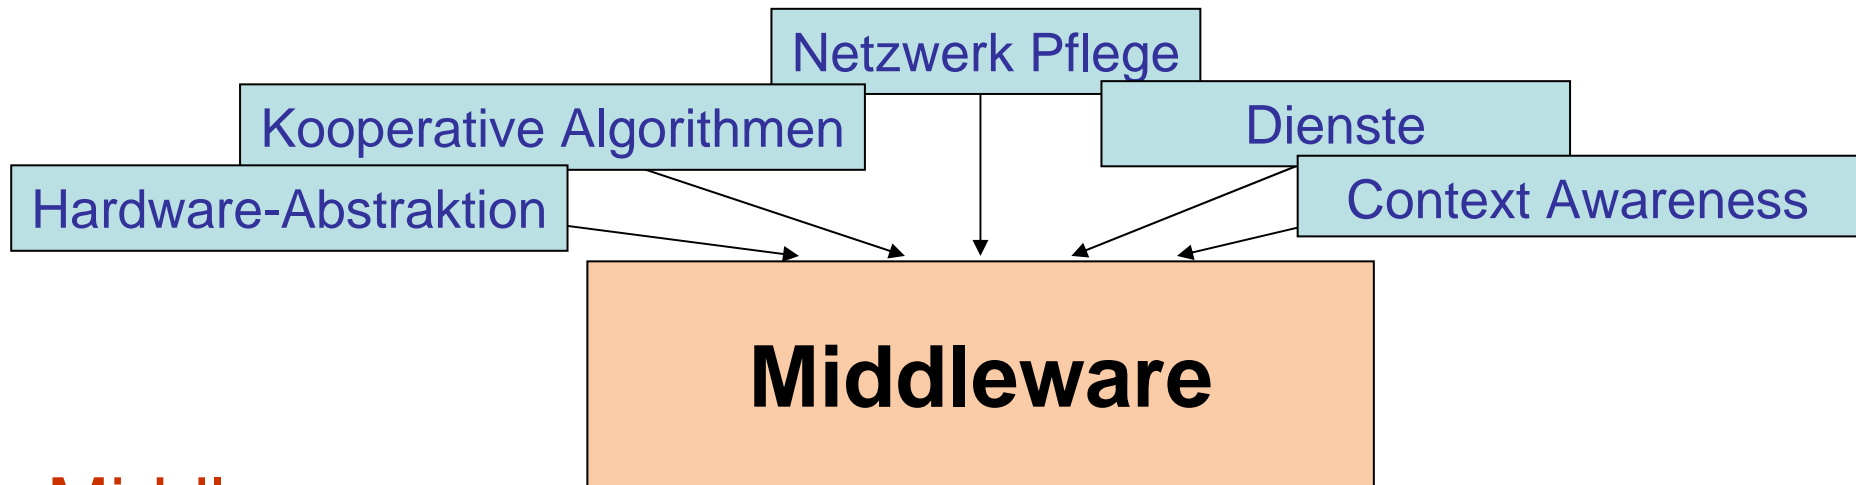 Netzwerk Pflege
Kooperative Algorithmen
Dienste
Hardware-Abstraktion
Context Awareness
Middleware